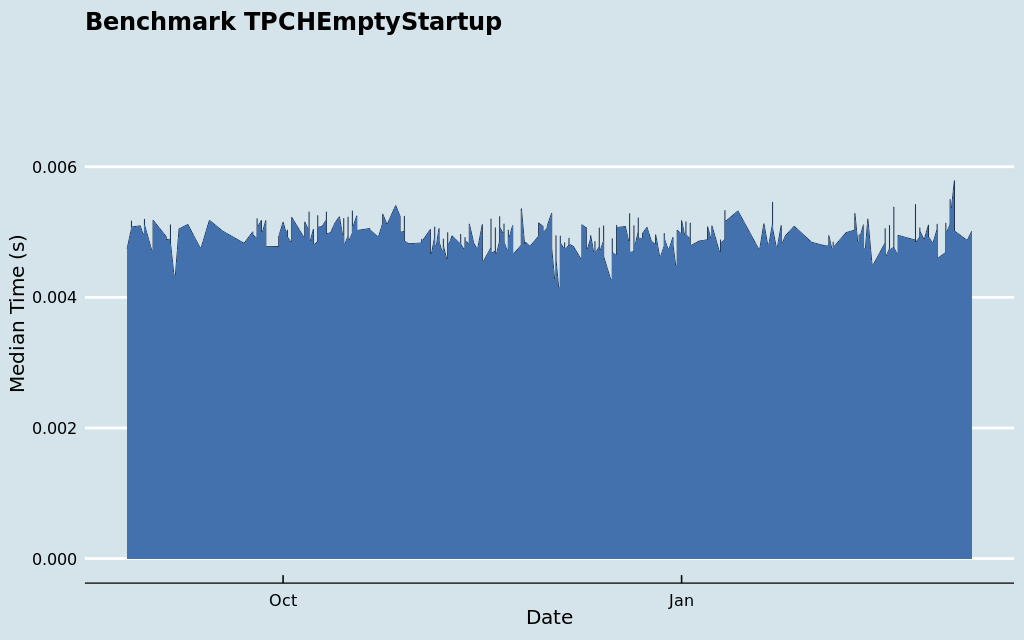 Benchmark TPCHEmptyStartup
Median Time (s)
0.006
0.004
0.002
0.000
Oct
Jan
Date